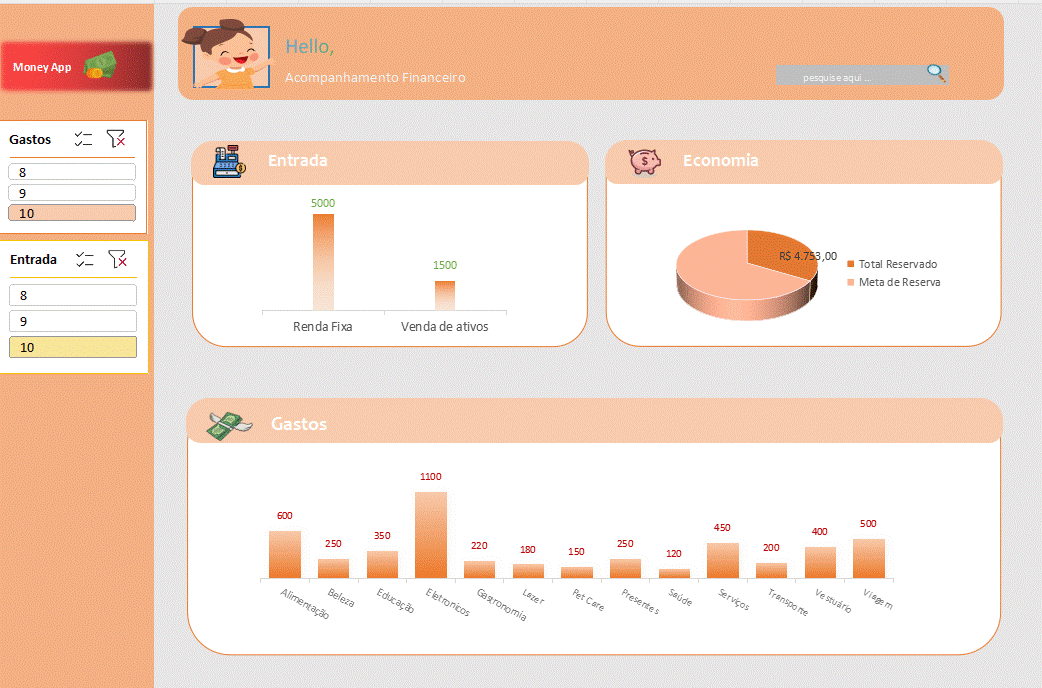 Hello,
Acompanhamento Financeiro
pesquise aqui ...
Money App
Gastos
8
9
10
Entrada
8
9
10
Entrada
5000
1500
Renda Fixa
Venda de ativos
Economia
R$ 4.753,00
Total Reservado
Meta de Reserva
Gastos
600
250
350
1100
220
180
150
250
120
450
200
400
500
Alimentação
Beleza
Educação
Eletronicos
Gastronomia
Lazer
Pet Care
Presentes
Saúde
Serviços
Transporte
Vestuário
Viagem